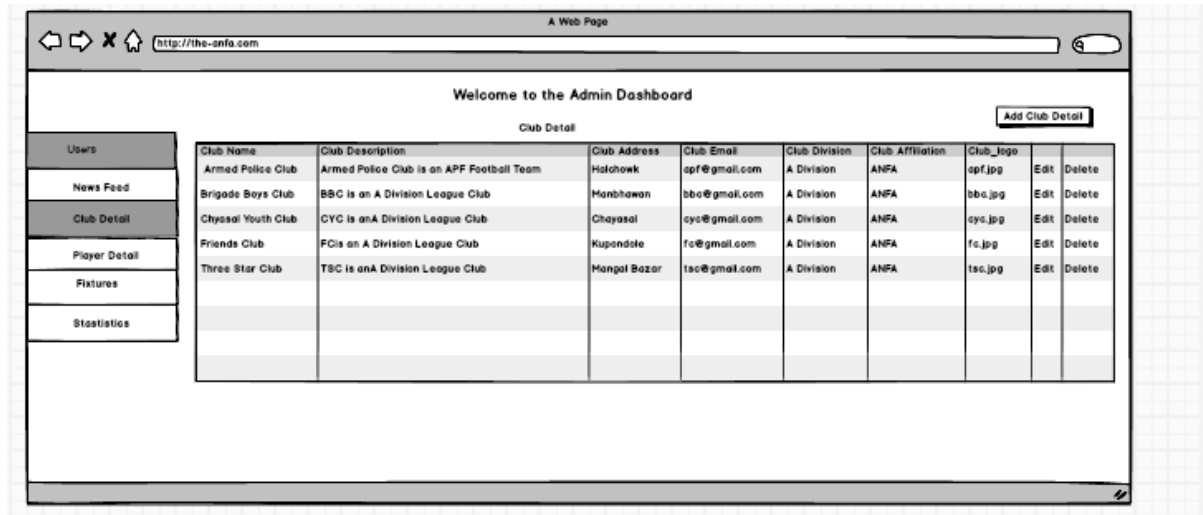 A Web Page
http://the-anfa.com
Welcome to the Admin Dashboard
Add Club Detail
Club Detail
Users
News Feed
Club Detail
Player Detail
Fixtures
Stastistics
Club Name Club Description Club Address Club Email Club Division Club Affiliation Club_logo
Armed Police Club Armed Police Club is an APF Football Team Halchowk apf@gmail.com A Division ANFA apf.jpg Edit Delete
Brigade Boys Club BBC is an A Division League Club Manbhawan bbc@gmail.com A Division ANFA bbc.jpg Edit Delete
Chyasal Youth Club CYC is anA Division League Club Chayasal cyc@gmail.com A Division ANFA cyc.jpg Edit Delete
Friends Club FCis an A Division League Club Kupondole fc@gmail.com A Division ANFA fc.jpg Edit Delete
Three Star Club TSC is anA Division League Club Mangal Bazar tsc@gmail.com A Division ANFA tsc.jpg Edit Delete